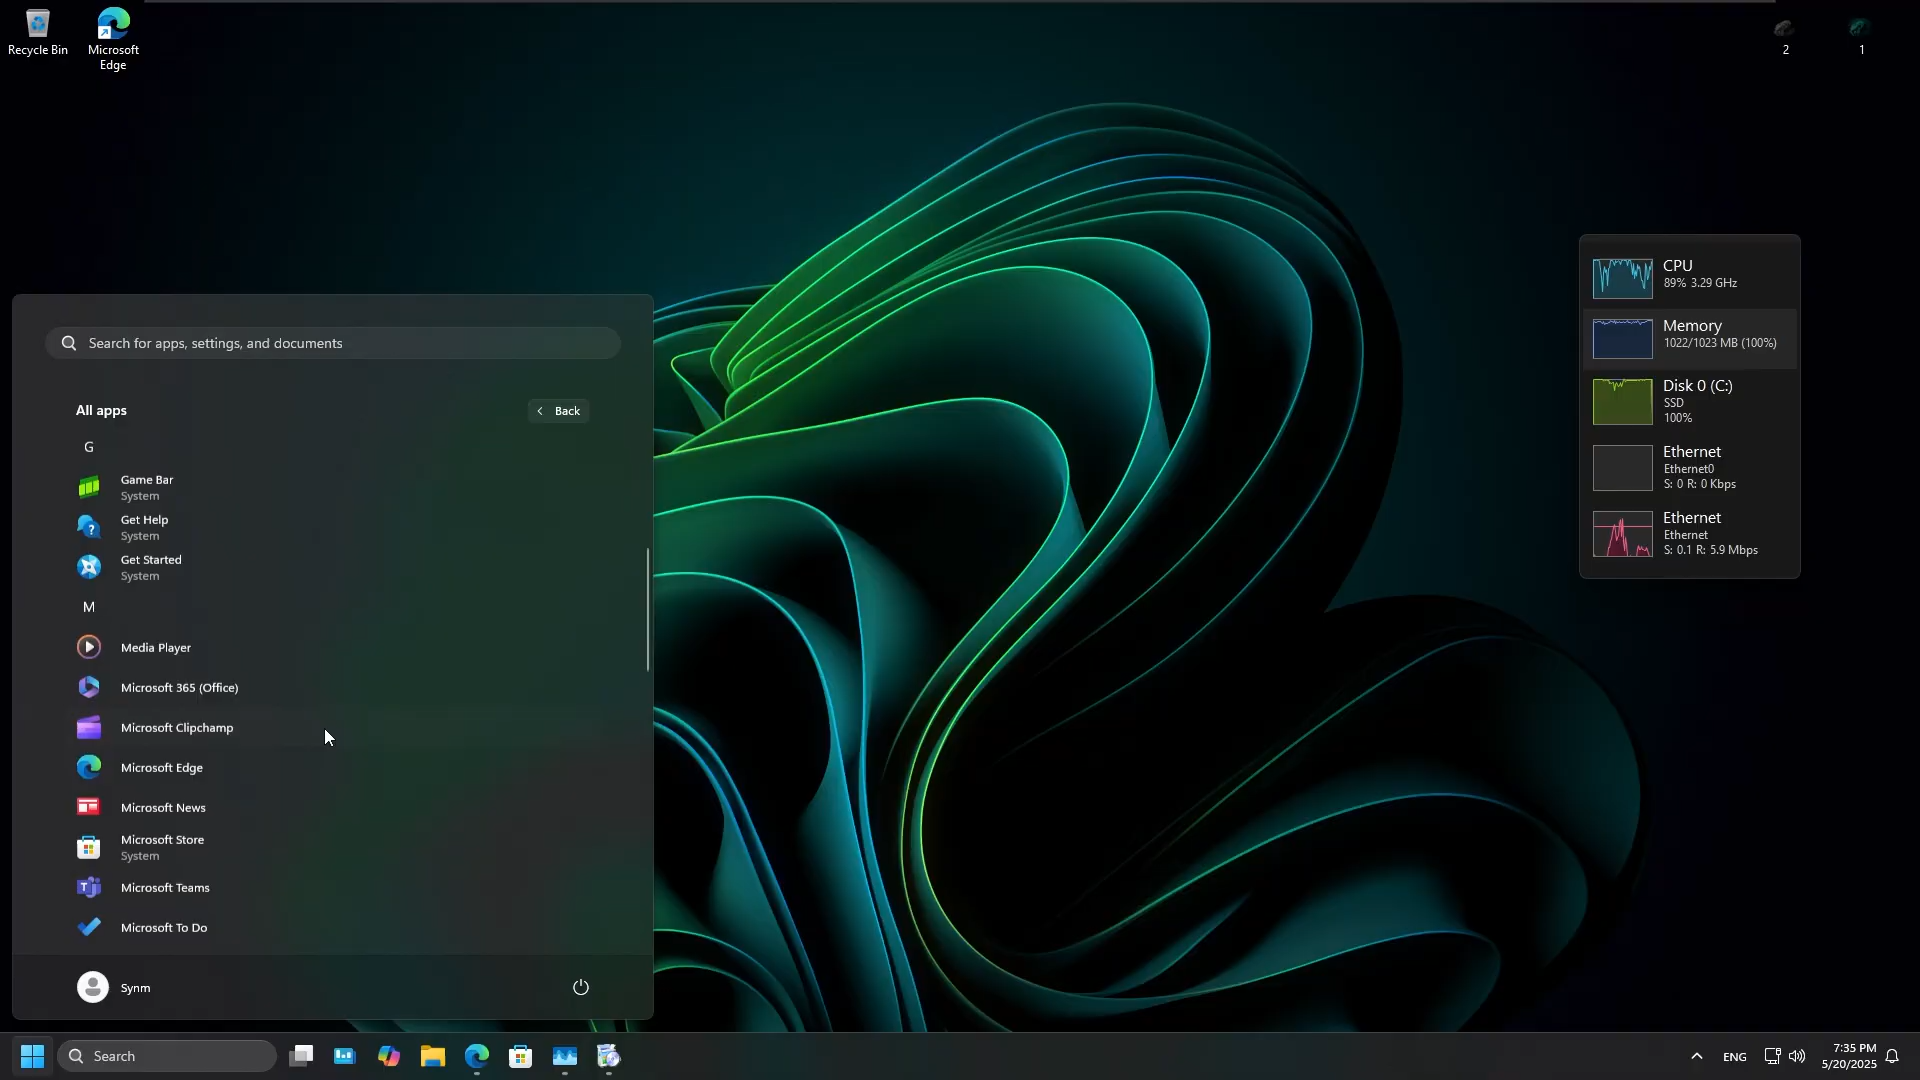 Recycle Bin
Microsoft
Edge
2
1
Search for apps, settings, and documents
All apps
Back
G
Game Bar
System
Get Help
System
Get Started
System
M
Media Player
Microsoft 365 (Office)
Microsoft Clipchamp
Microsoft Edge
Microsoft News
Microsoft Store
System
Microsoft Teams
Microsoft To Do
Synm
CPU
89% 3.29 GHz
Memory
1022/1023 MB (100%)
Disk 0 (C:)
SSD
100%
Ethernet
Ethernet0
S: 0 R: 0 Kbps
Ethernet
Ethernet
S: 0.1 R: 5.9 Mbps
Search
ENG
7:35 PM
5/20/2025